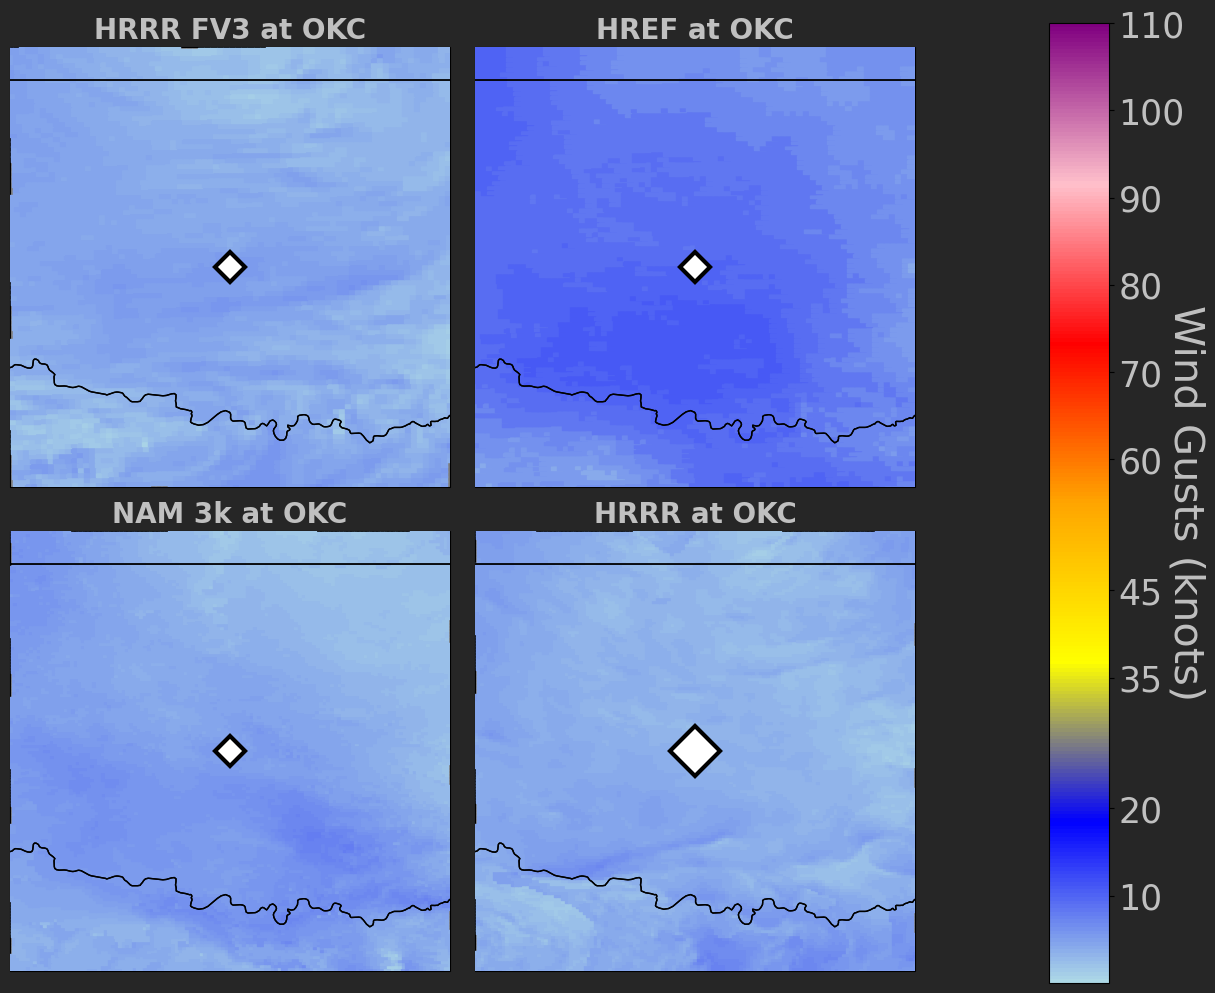 HRRR FV3 at OKC
HREF at OKC
NAM 3k at OKC
HRRR at OKC
110
100
90
80
70
60
45
35
20
10
Wind Gusts (knots)